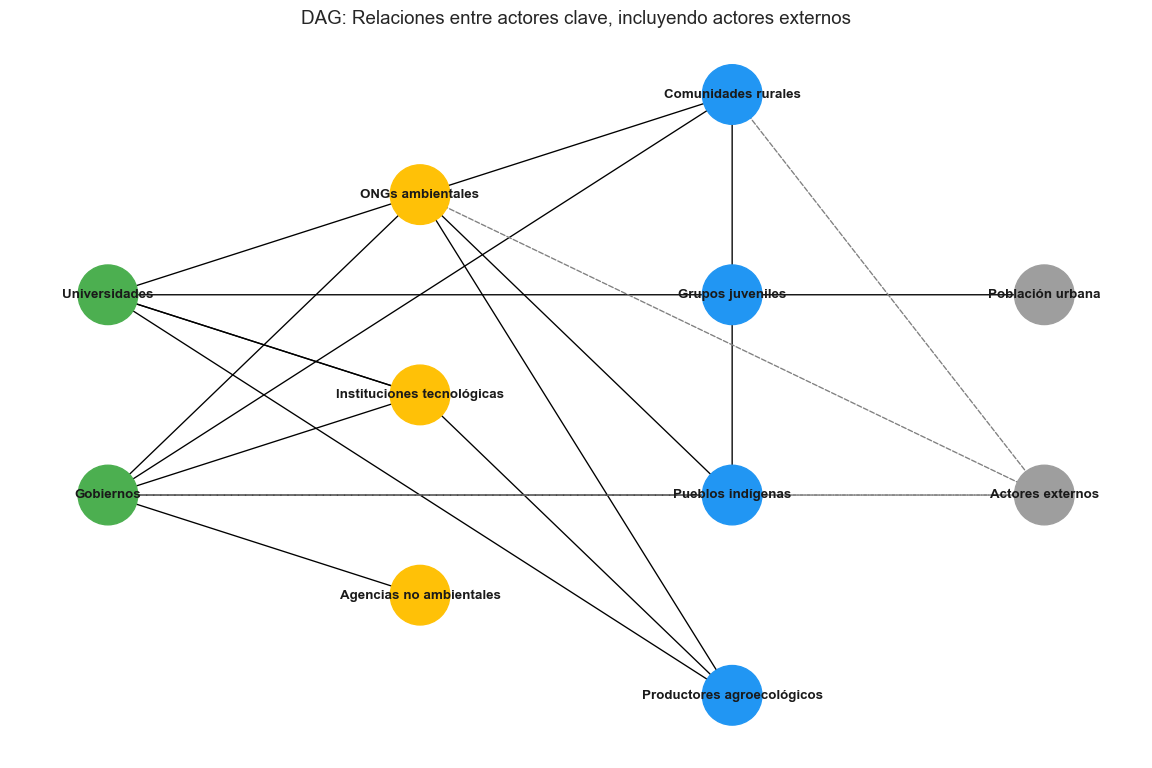 DAG: Relaciones entre actores clave, incluyendo actores externos
Comunidades rurales
ONGs ambientales
Universidades
Grupos juveniles
Población urbana
Instituciones tecnológicas
Gobiernos
Pueblos indígenas
Actores externos
Agencias no ambientales
Productores agroecológicos